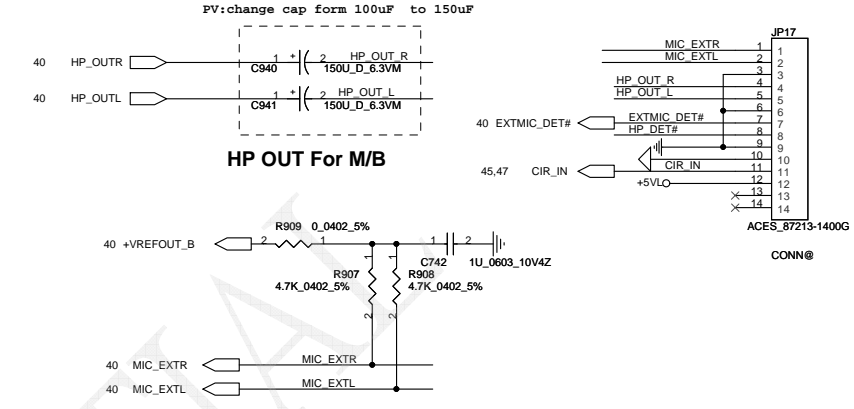 PV:change cap form 100uF to 150uF
40 HP_OUTR
1 + 2 HP_OUT_R
C940 150U_D_6.3VM
40 HP_OUTL
1 + 2 HP_OUT_L
C941 150U_D_6.3VM
HP OUT For M/B
JP17
MIC_EXTR 1 1
MIC_EXTL 2 2
3 3
HP_OUT_R 4 4
HP_OUT_L 5 5
6 6
40 EXTMIC_DET# EXTMIC_DET# 7 7
HP_DET# 8 8
9 9
10 10
45,47 CIR_IN CIR_IN 11 11
+5VL 12 12
13 13
14 14
ACES_87213-1400G
CONN@
R909 0_0402_5%
40 +VREFOUT_B 2 1
1 2
C742 1U_0603_10V4Z
1 1
R907 R908
4.7K_0402_5% 4.7K_0402_5%
2 2
40 MIC_EXTR MIC_EXTR
40 MIC_EXTL MIC_EXTL